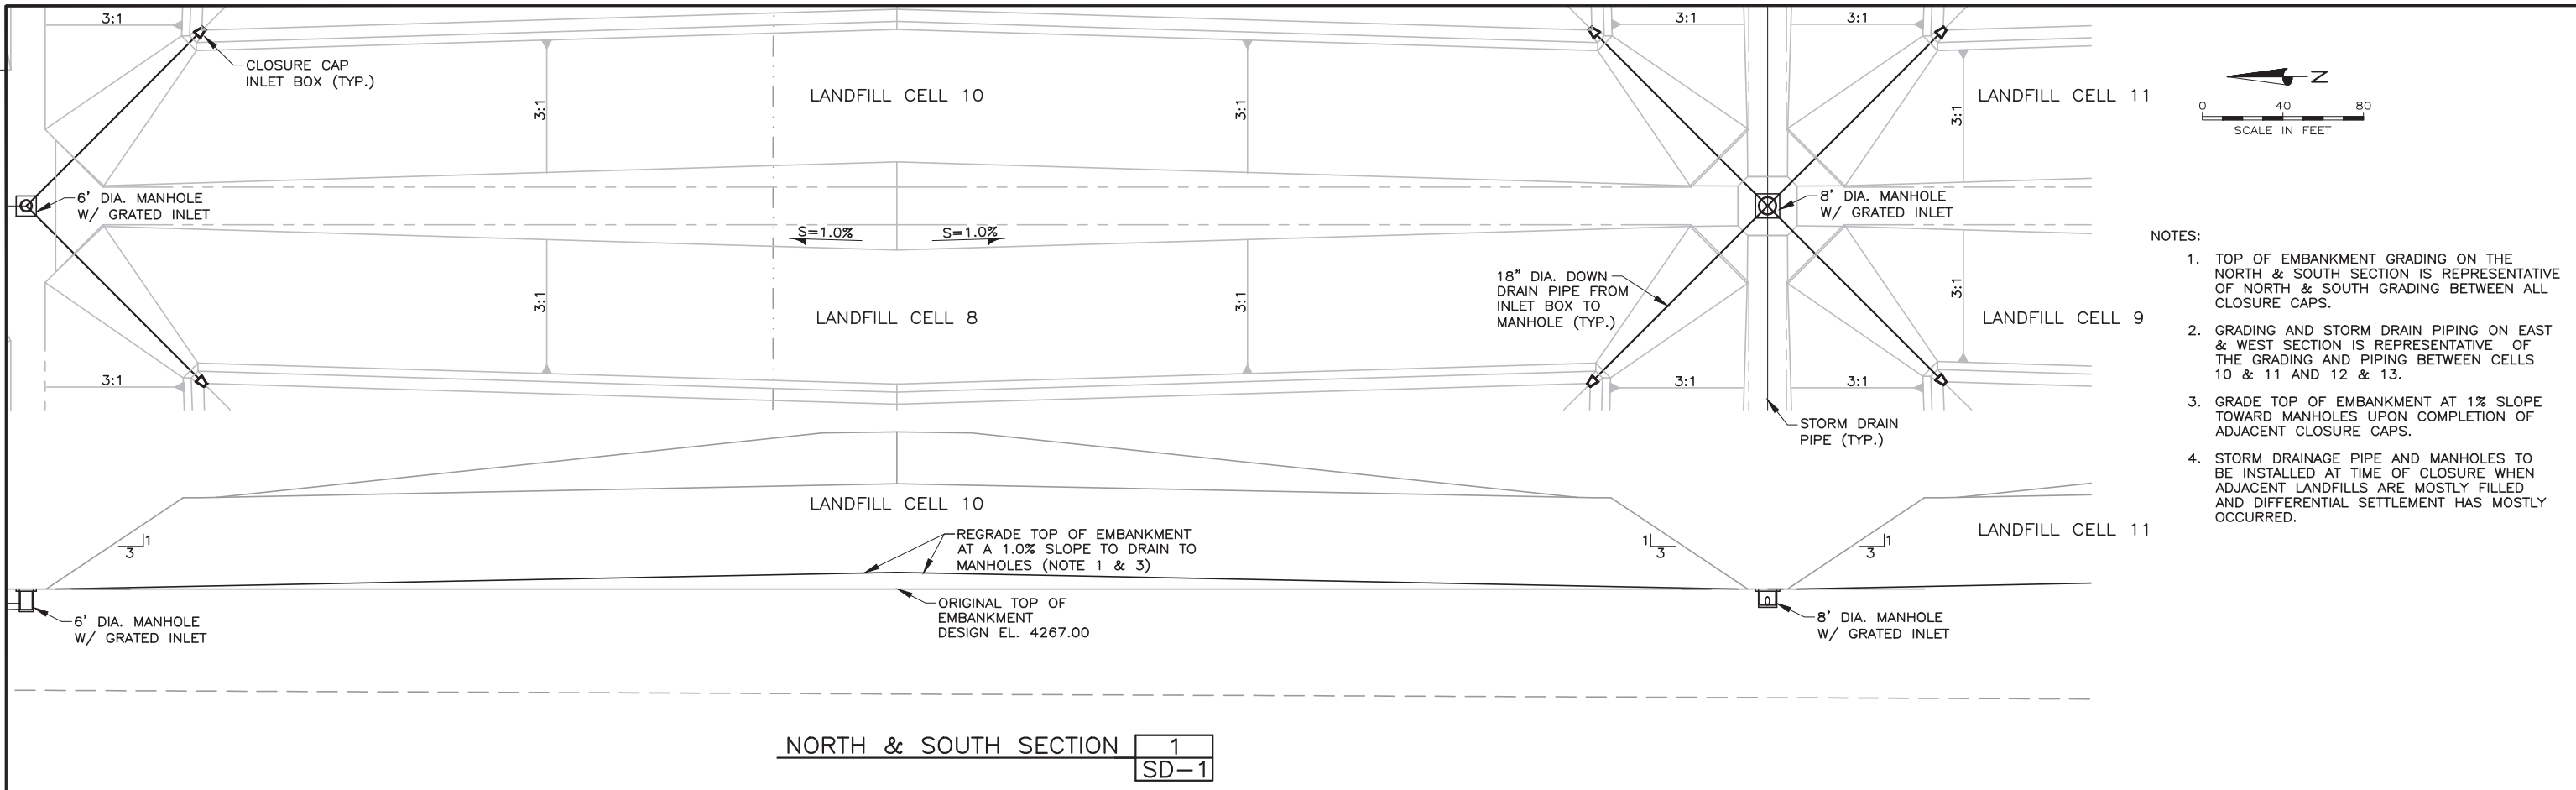 3:1
CLOSURE CAP
INLET BOX (TYP.)
3:1
LANDFILL CELL 10
3:1
3:1
3:1
LANDFILL CELL 11
3:1
N
0 40 80
SCALE IN FEET
6' DIA. MANHOLE
W/ GRATED INLET
S=1.0%
S=1.0%
8' DIA. MANHOLE
W/ GRATED INLET
3:1
LANDFILL CELL 8
3:1
18" DIA. DOWN
DRAIN PIPE FROM
INLET BOX TO
MANHOLE (TYP.)
3:1
LANDFILL CELL 9
3:1
3:1
3:1
STORM DRAIN
PIPE (TYP.)
NOTES:
1. TOP OF EMBANKMENT GRADING ON THE
NORTH & SOUTH SECTION IS REPRESENTATIVE
OF NORTH & SOUTH GRADING BETWEEN ALL
CLOSURE CAPS.
2. GRADING AND STORM DRAIN PIPING ON EAST
& WEST SECTION IS REPRESENTATIVE OF
THE GRADING AND PIPING BETWEEN CELLS
10 & 11 AND 12 & 13.
3. GRADE TOP OF EMBANKMENT AT 1% SLOPE
TOWARD MANHOLES UPON COMPLETION OF
ADJACENT CLOSURE CAPS.
4. STORM DRAINAGE PIPE AND MANHOLES TO
BE INSTALLED AT TIME OF CLOSURE WHEN
ADJACENT LANDFILLS ARE MOSTLY FILLED
AND DIFFERENTIAL SETTLEMENT HAS MOSTLY
OCCURRED.
LANDFILL CELL 10
LANDFILL CELL 11
1
3
REGRADE TOP OF EMBANKMENT
AT A 1.0% SLOPE TO DRAIN TO
MANHOLES (NOTE 1 & 3)
1
3
1
3
ORIGINAL TOP OF
EMBANKMENT
DESIGN EL. 4267.00
6' DIA. MANHOLE
W/ GRATED INLET
8' DIA. MANHOLE
W/ GRATED INLET
NORTH & SOUTH SECTION
1
SD-1